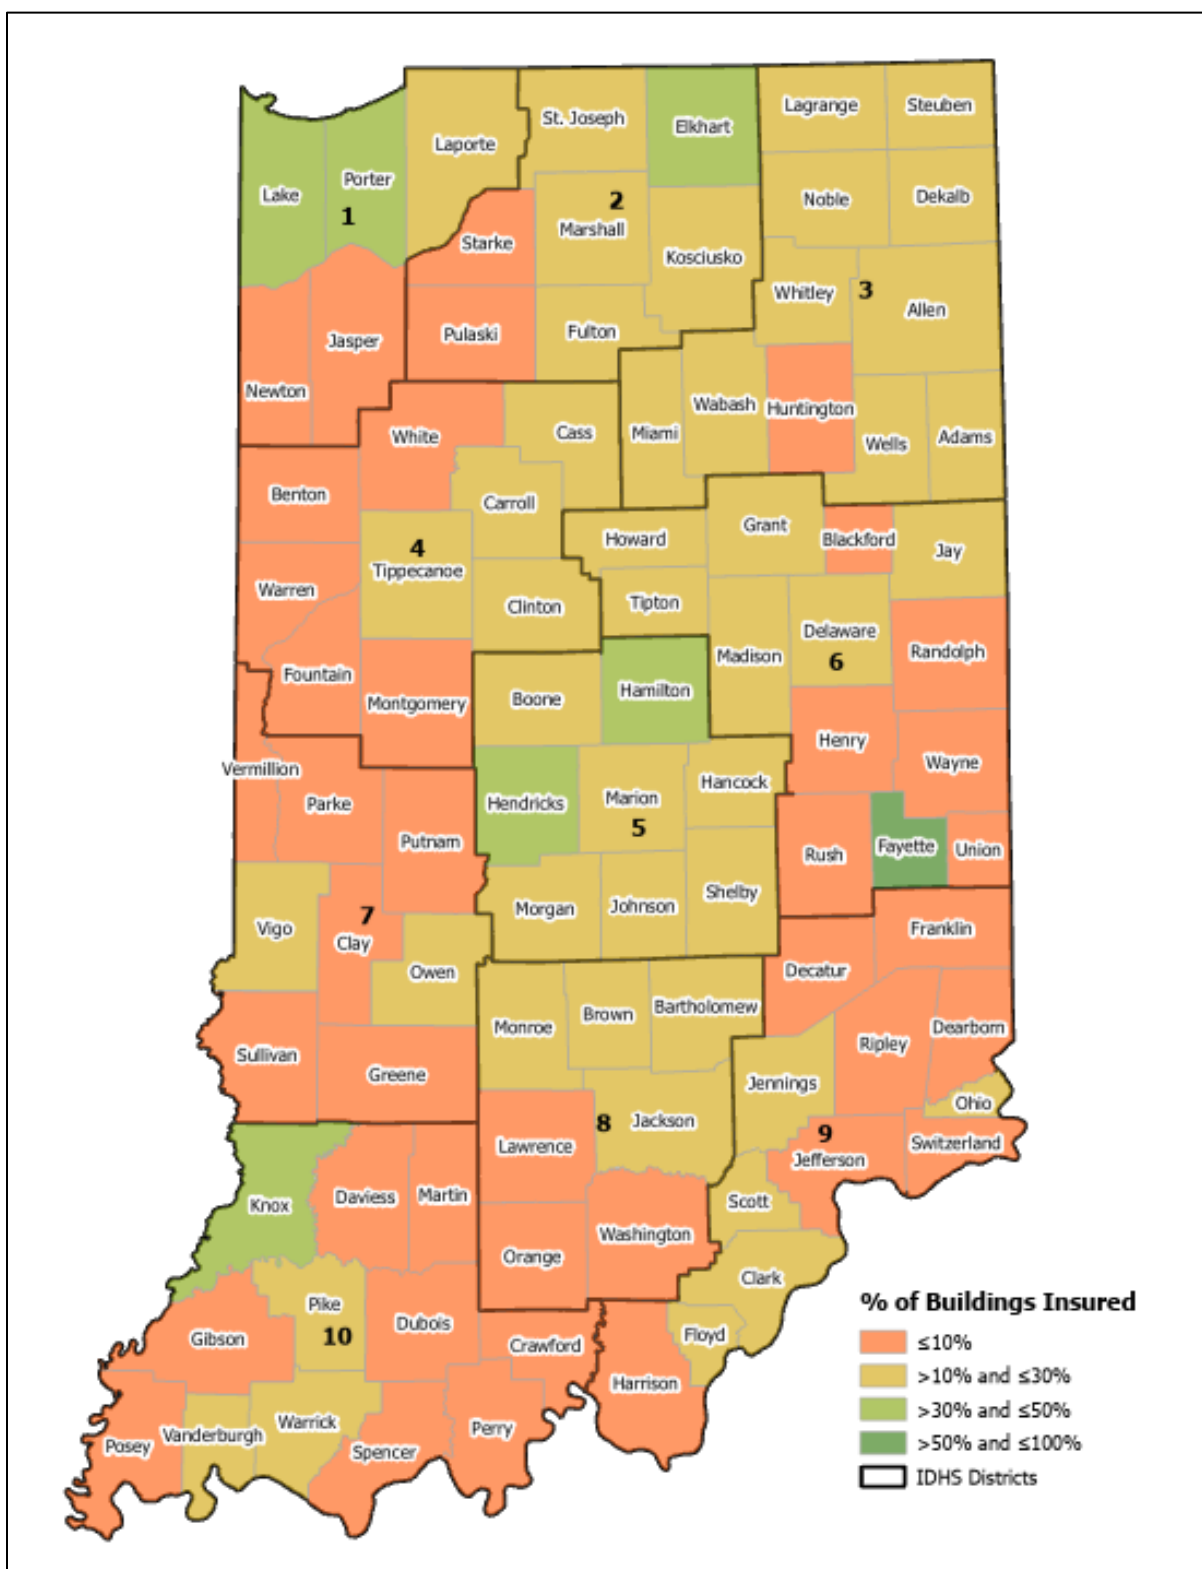 Lagrange
Steuben
St. Joseph
Elkhart
Laporte
Lake
Porter
1
2
Marshall
Noble
Dekalb
Starke
Kosciusko
Whitley
3
Allen
Pulaski
Fulton
Jasper
Newton
Wabash
Huntington
White
Cass
Miami
Wells
Adams
Benton
Carroll
Grant
Howard
Blackford
Jay
4
Tippecanoe
Warren
Clinton
Tipton
Delaware
6
Madison
Randolph
Fountain
Montgomery
Boone
Hamilton
Henry
Wayne
Vermillion
Parke
Hendricks
Marion
5
Hancock
Putnam
Rush
Fayette
Union
Shelby
Morgan
Johnson
Vigo
7
Clay
Owen
Franklin
Decatur
Monroe
Brown
Bartholomew
Dearborn
Ripley
Sullivan
Greene
Jennings
Ohio
8
Jackson
9
Jefferson
Switzerland
Lawrence
Knox
Daviess
Martin
Scott
Washington
Orange
Clark
Pike
10
Dubois
Gibson
Crawford
Floyd
Harrison
Posey
Vanderburgh
Warrick
Spencer
Perry
% of Buildings Insured
≤10%
>10% and ≤30%
>30% and ≤50%
>50% and ≤100%
IDHS Districts